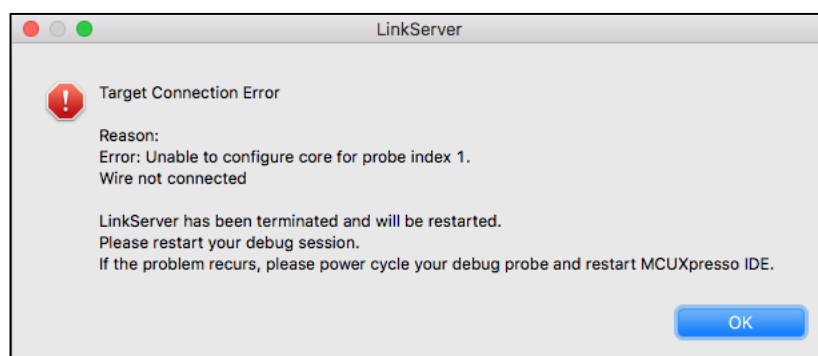 LinkServer
Target Connection Error
Reason:
Error: Unable to configure core for probe index 1.
Wire not connected
LinkServer has been terminated and will be restarted.
Please restart your debug session.
If the problem recurs, please power cycle your debug probe and restart MCUXpresso IDE.
OK